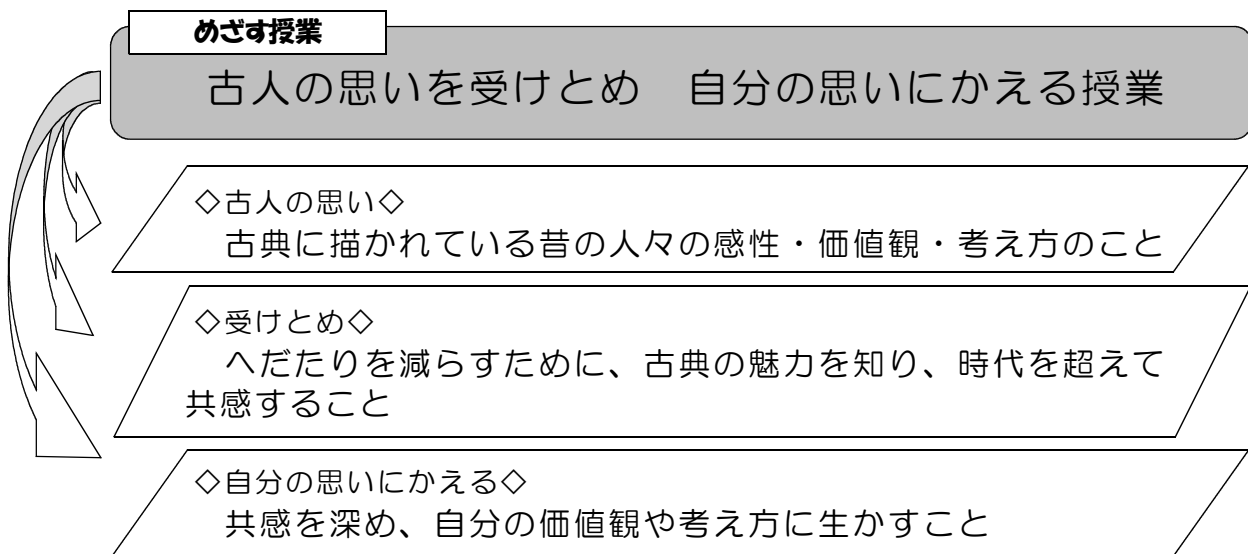 めざす授業
古人の思いを受けとめ　自分の思いにかえる授業
◇古人の思い◇
古典に描かれている昔の人々の感性・価値観・考え方のこと
◇受けとめ◇
へだたりを減らすために、古典の魅力を知り、時代を超えて
共感すること
◇自分の思いにかえる◇
共感を深め、自分の価値観や考え方に生かすこと